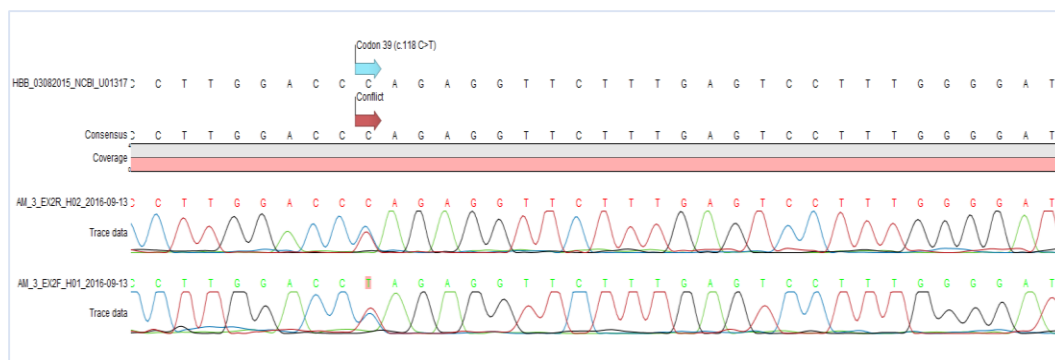 Codon 39 (c.118 C>T)
HBB_03082015_NCBI_U01317 C C T T G G A C C C A G A G G T T C T T T G A G T C C T T T G G G G A T
Conflict
Consensus C C T T G G A C C C A G A G G T T C T T T G A G T C C T T T G G G G A T
Coverage
AM_3_EX2R_H02_2016-09-13 C C T T G G A C C C A G A G G T T C T T T G A G T C C T T T G G G G A T
Trace data
AM_3_EX2F_H01_2016-09-13 C C T T G G A C C T A G A G G T T C T T T G A G T C C T T T G G G G A T
Trace data